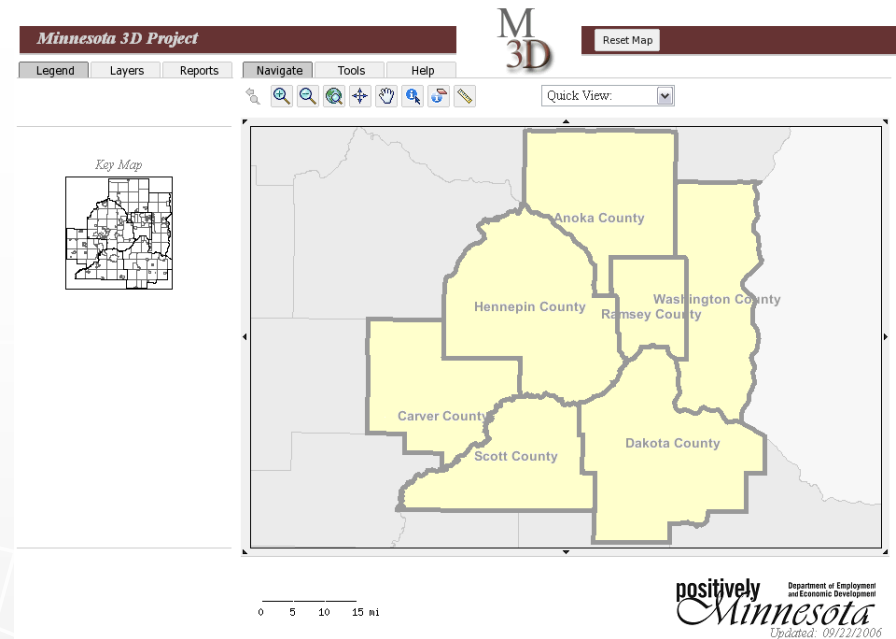 Minnesota 3D Project
M
3D
Reset Map
Legend
Layers
Reports
Navigate
Tools
Help
Quick View:
Key Map
Anoka County
Hennepin County
Washington County
Ramsey County
Carver County
Scott County
Dakota County
0 5 10 15 mi
positively
Department of Employment
and Economic Development
Minnesota
Updated: 09/22/2006